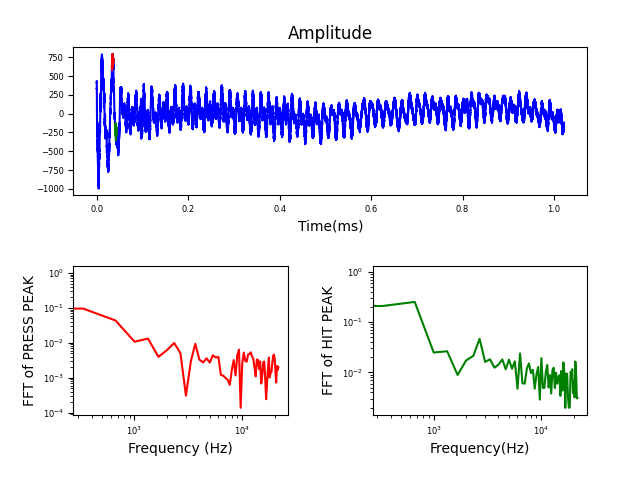 Amplitude
750
500
250
0
−250
−500
−750
−1000
0.0 0.2 0.4 0.6 0.8 1.0
Time(ms)
FFT of PRESS PEAK
10⁰
10⁻¹
10⁻²
10⁻³
10⁻⁴
10³ 10⁴
Frequency (Hz)
FFT of HIT PEAK
10⁰
10⁻¹
10⁻²
10³ 10⁴
Frequency(Hz)